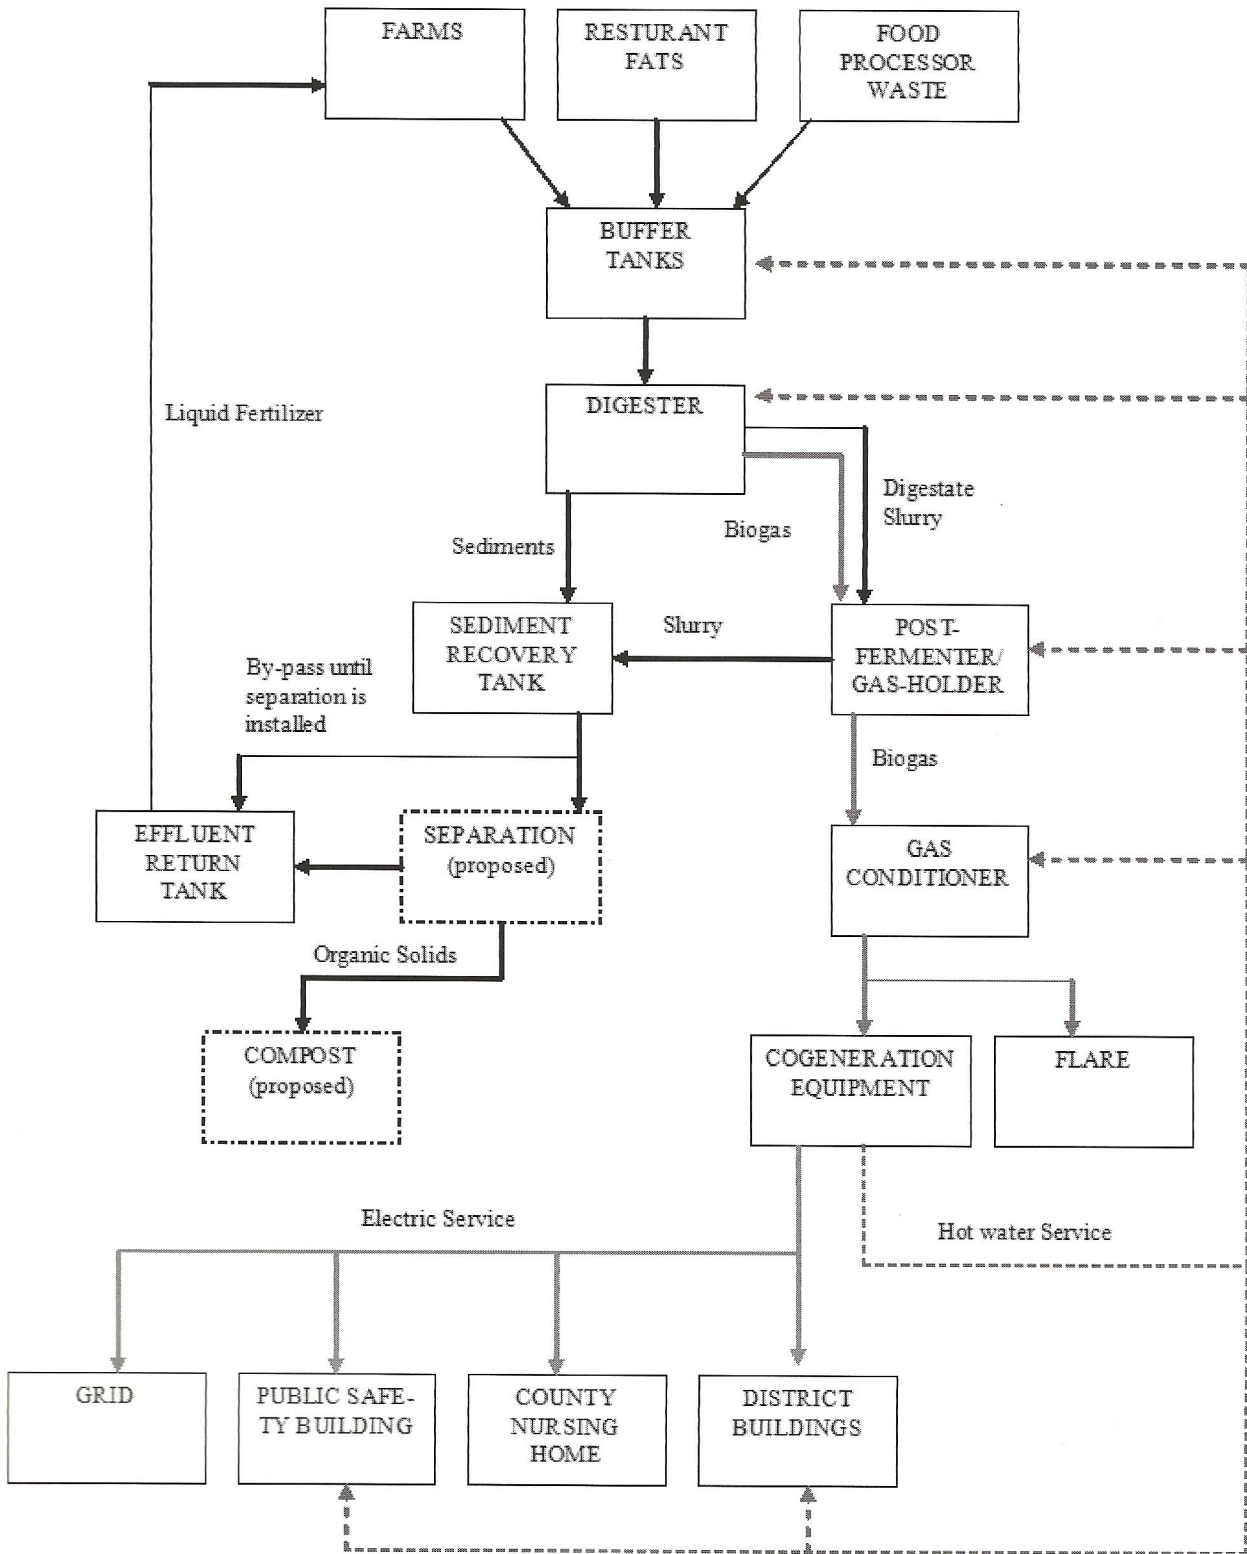 FARMS
RESTURANT
FATS
FOOD
PROCESSOR
WASTE
BUFFER
TANKS
DIGESTER
Liquid Fertilizer
Digestate
Slurry
Biogas
Sediments
SEDIMENT
RECOVERY
TANK
Slurry
POST-
FERMENTER/
GAS-HOLDER
By-pass until
separation is
installed
Biogas
EFFLUENT
RETURN
TANK
SEPARATION
(proposed)
GAS
CONDITIONER
Organic Solids
COMPOST
(proposed)
COGENERATION
EQUIPMENT
FLARE
Electric Service
Hot water Service
GRID
PUBLIC SAFE-
TY BUILDING
COUNTY
NURSING
HOME
DISTRICT
BUILDINGS